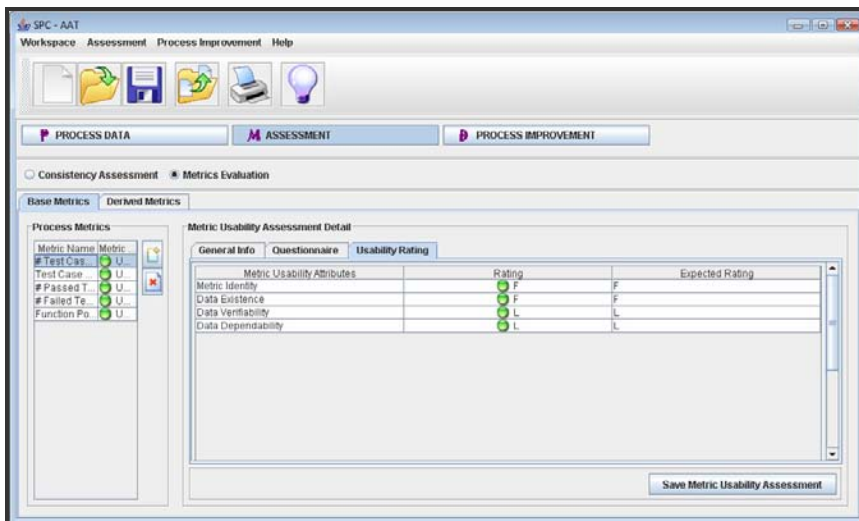 SPC - AAT
Workspace Assessment Process Improvement Help
P PROCESS DATA M ASSESSMENT PROCESS IMPROVEMENT
Consistency Assessment Metrics Evaluation
Base Metrics Derived Metrics
Process Metrics
Metric Name Metric ...
# Test Cas... U...
Test Case ... U...
# Passed T... U...
# Failed Te... U...
Function Po... U...
Metric Usability Assessment Detail
General Info Questionnaire Usability Rating
Metric Usability Attributes Rating Expected Rating
Metric Identity F F
Data Existence F F
Data Verifiability L L
Data Dependability L L
Save Metric Usability Assessment